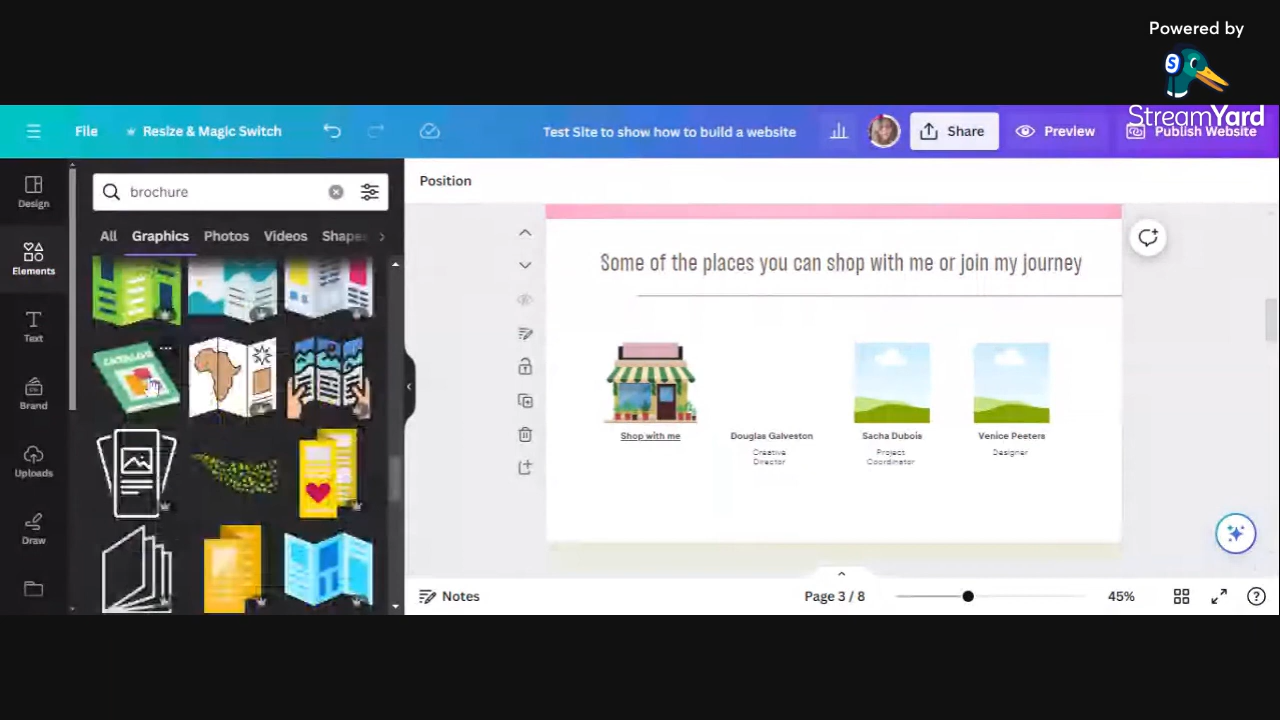 Powered by
StreamYard
File
Resize & Magic Switch
Test Site to show how to build a website
Share
Preview
Publish Website
Design
Elements
Text
Brand
Uploads
Draw
brochure
All
Graphics
Photos
Videos
Shapes
CATALOGUE
Position
Some of the places you can shop with me or join my journey
Shop with me
Douglas Galveston
Creative
Director
Sacha Dubois
Project
Coordinator
Venice Peeters
Designer
Notes
Page 3 / 8
45%